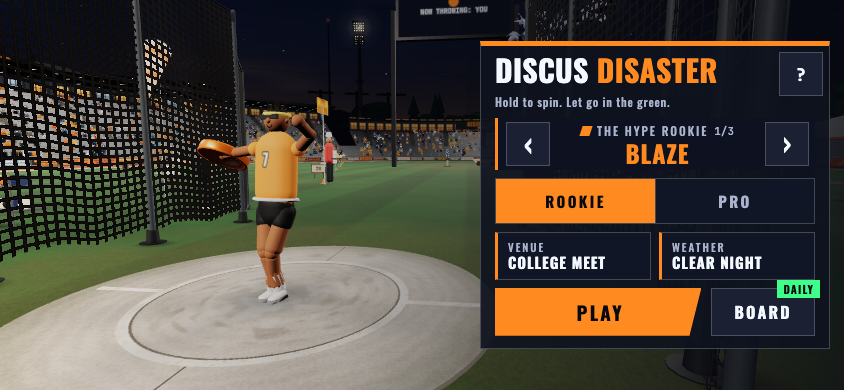 NOW THROWING: YOU
DISCUS DISASTER
?
Hold to spin. Let go in the green.
THE HYPE ROOKIE 1/3
BLAZE
ROOKIE
PRO
VENUE
COLLEGE MEET
WEATHER
CLEAR NIGHT
DAILY
PLAY
BOARD
7